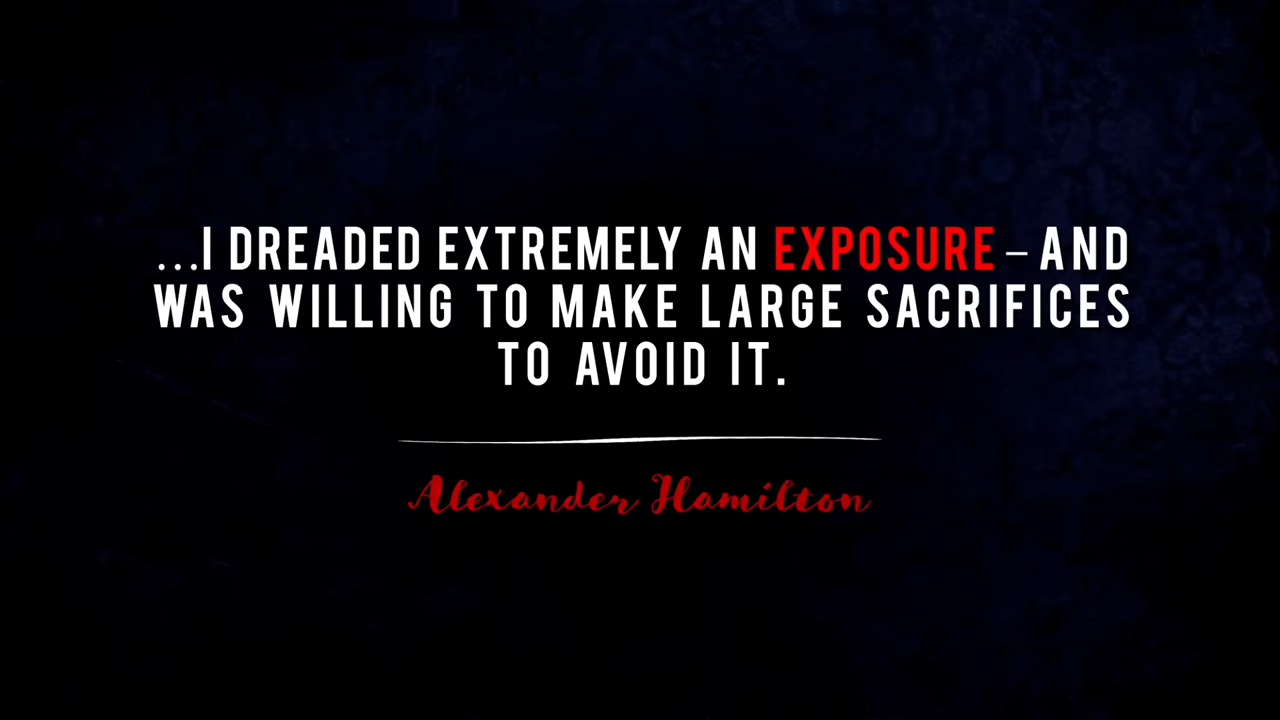 ...I DREADED EXTREMELY AN EXPOSURE – AND
WAS WILLING TO MAKE LARGE SACRIFICES
TO AVOID IT.
Alexander Hamilton